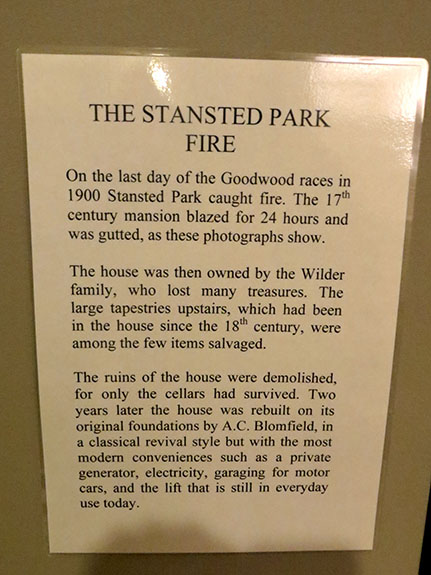 THE STANSTED PARK
FIRE
On the last day of the Goodwood races in
1900 Stansted Park caught fire. The 17th
century mansion blazed for 24 hours and
was gutted, as these photographs show.
The house was then owned by the Wilder
family, who lost many treasures. The
large tapestries upstairs, which had been
in the house since the 18th century, were
among the few items salvaged.
The ruins of the house were demolished,
for only the cellars had survived. Two
years later the house was rebuilt on its
original foundations by A.C. Blomfield, in
a classical revival style but with the most
modern conveniences such as a private
generator, electricity, garaging for motor
cars, and the lift that is still in everyday
use today.